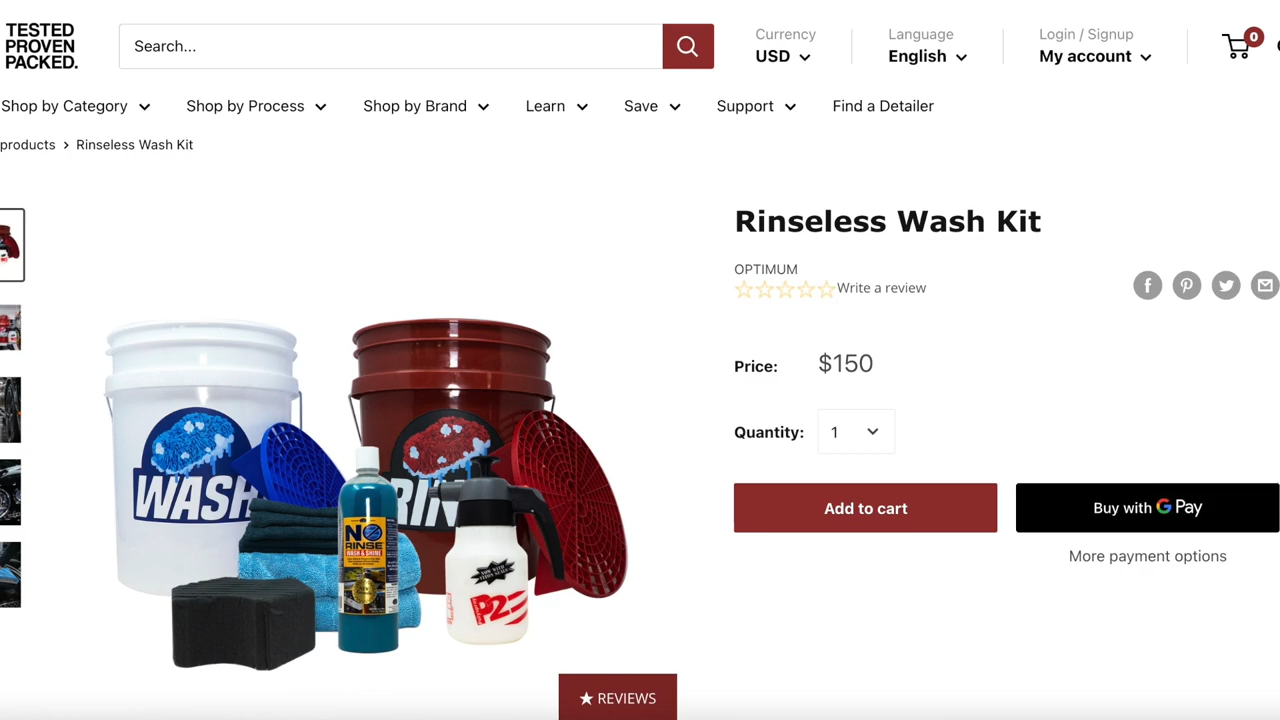 TESTED
PROVEN
PACKED.
Search...
Currency
USD
Language
English
Login / Signup
My account
0
Shop by Category
Shop by Process
Shop by Brand
Learn
Save
Support
Find a Detailer
products > Rinseless Wash Kit
Rinseless Wash Kit
OPTIMUM
Write a review
Price: $150
Quantity: 1
Add to cart
Buy with G Pay
More payment options
WASH
RIN
NO
RINSE
WASH & SHINE
P2
★ REVIEWS